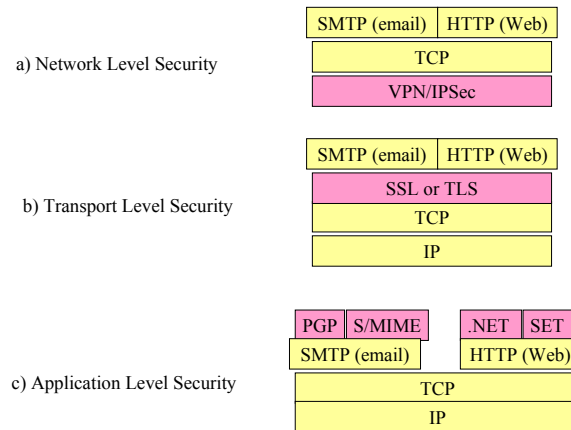 SMTP (email) HTTP (Web)
a) Network Level Security
TCP
VPN/IPSec
SMTP (email) HTTP (Web)
SSL or TLS
b) Transport Level Security
TCP
IP
PGP S/MIME .NET SET
SMTP (email) HTTP (Web)
c) Application Level Security
TCP
IP